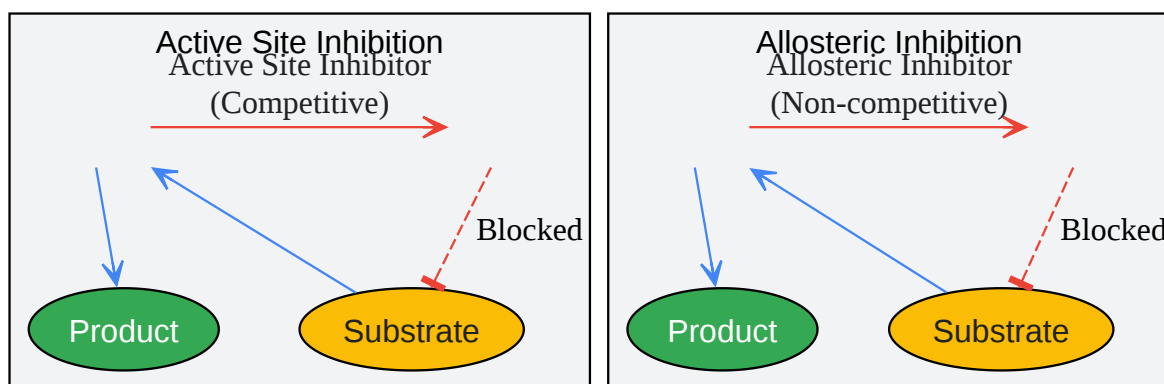 Active Site Inhibition
Active Site Inhibitor
(Competitive)
Blocked
Product
Substrate
Allosteric Inhibition
Allosteric Inhibitor
(Non-competitive)
Blocked
Product
Substrate